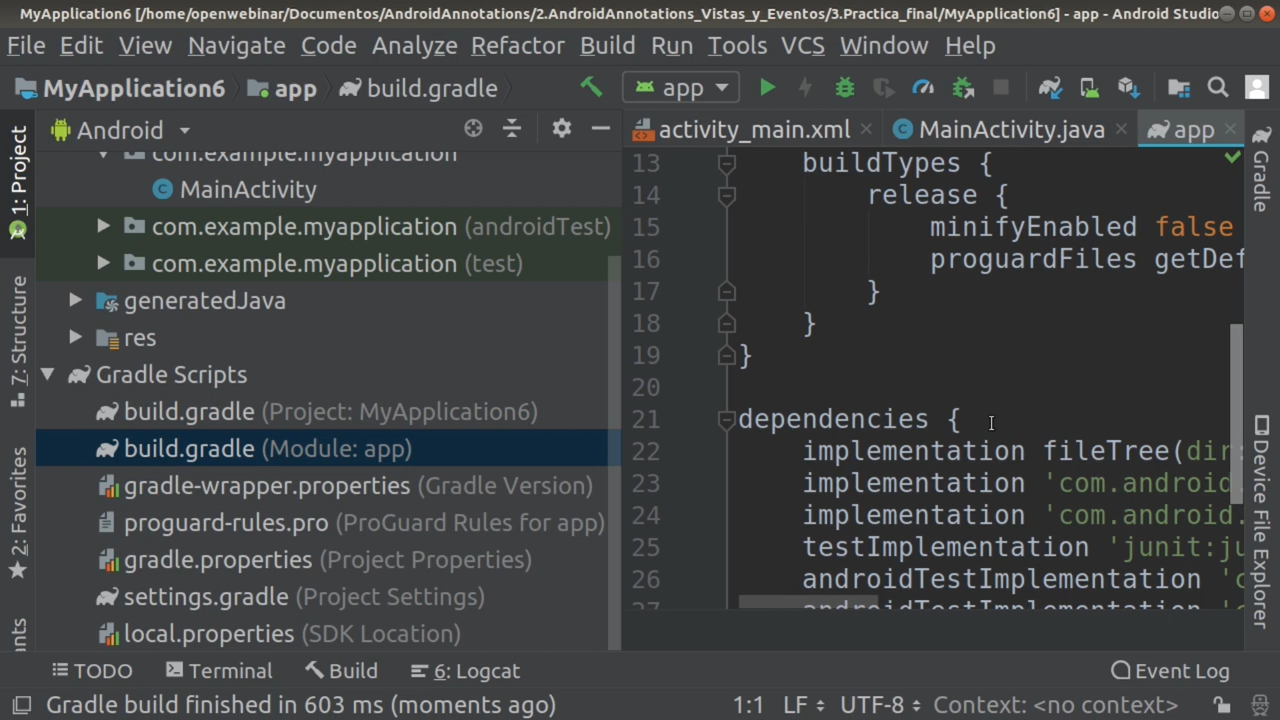 MyApplication6 [/home/openwebinar/Documentos/AndroidAnnotations/2.AndroidAnnotations_Vistas_y_Eventos/3.Practica_final/MyApplication6] - app - Android Studio
File Edit View Navigate Code Analyze Refactor Build Run Tools VCS Window Help
MyApplication6 app build.gradle app
1: Project
7: Structure
2: Favorites
Android
com.example.myapplication
MainActivity
com.example.myapplication (androidTest)
com.example.myapplication (test)
generatedJava
res
Gradle Scripts
build.gradle (Project: MyApplication6)
build.gradle (Module: app)
gradle-wrapper.properties (Gradle Version)
proguard-rules.pro (ProGuard Rules for app)
gradle.properties (Project Properties)
settings.gradle (Project Settings)
local.properties (SDK Location)
activity_main.xml MainActivity.java app
13 buildTypes {
14 release {
15 minifyEnabled false
16 proguardFiles getDef
17 }
18 }
19 }
20
21 dependencies {
22 implementation fileTree(dir
23 implementation 'com.android
24 implementation 'com.android.
25 testImplementation 'junit:ju
26 androidTestImplementation 'c
Gradle
Device File Explorer
TODO Terminal Build 6: Logcat Event Log
Gradle build finished in 603 ms (moments ago) 1:1 LF UTF-8 Context: <no context>